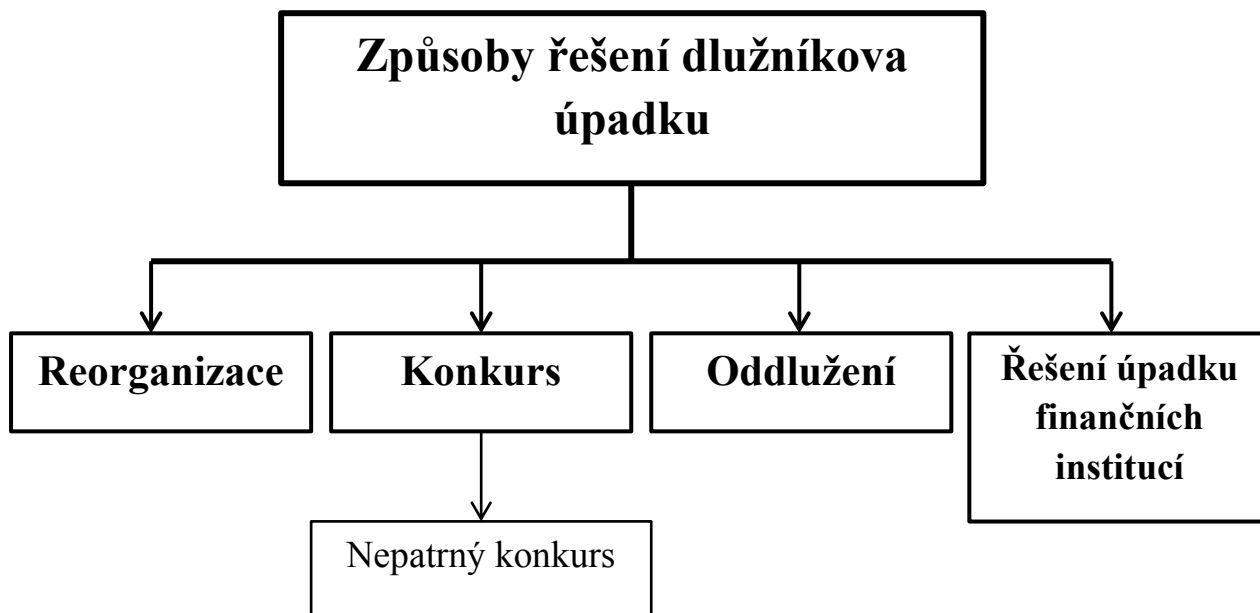 Způsoby řešení dlužníkova
úpadku
Reorganizace
Konkurs
Oddlužení
Řešení úpadku
finančních
institucí
Nepatrný konkurs